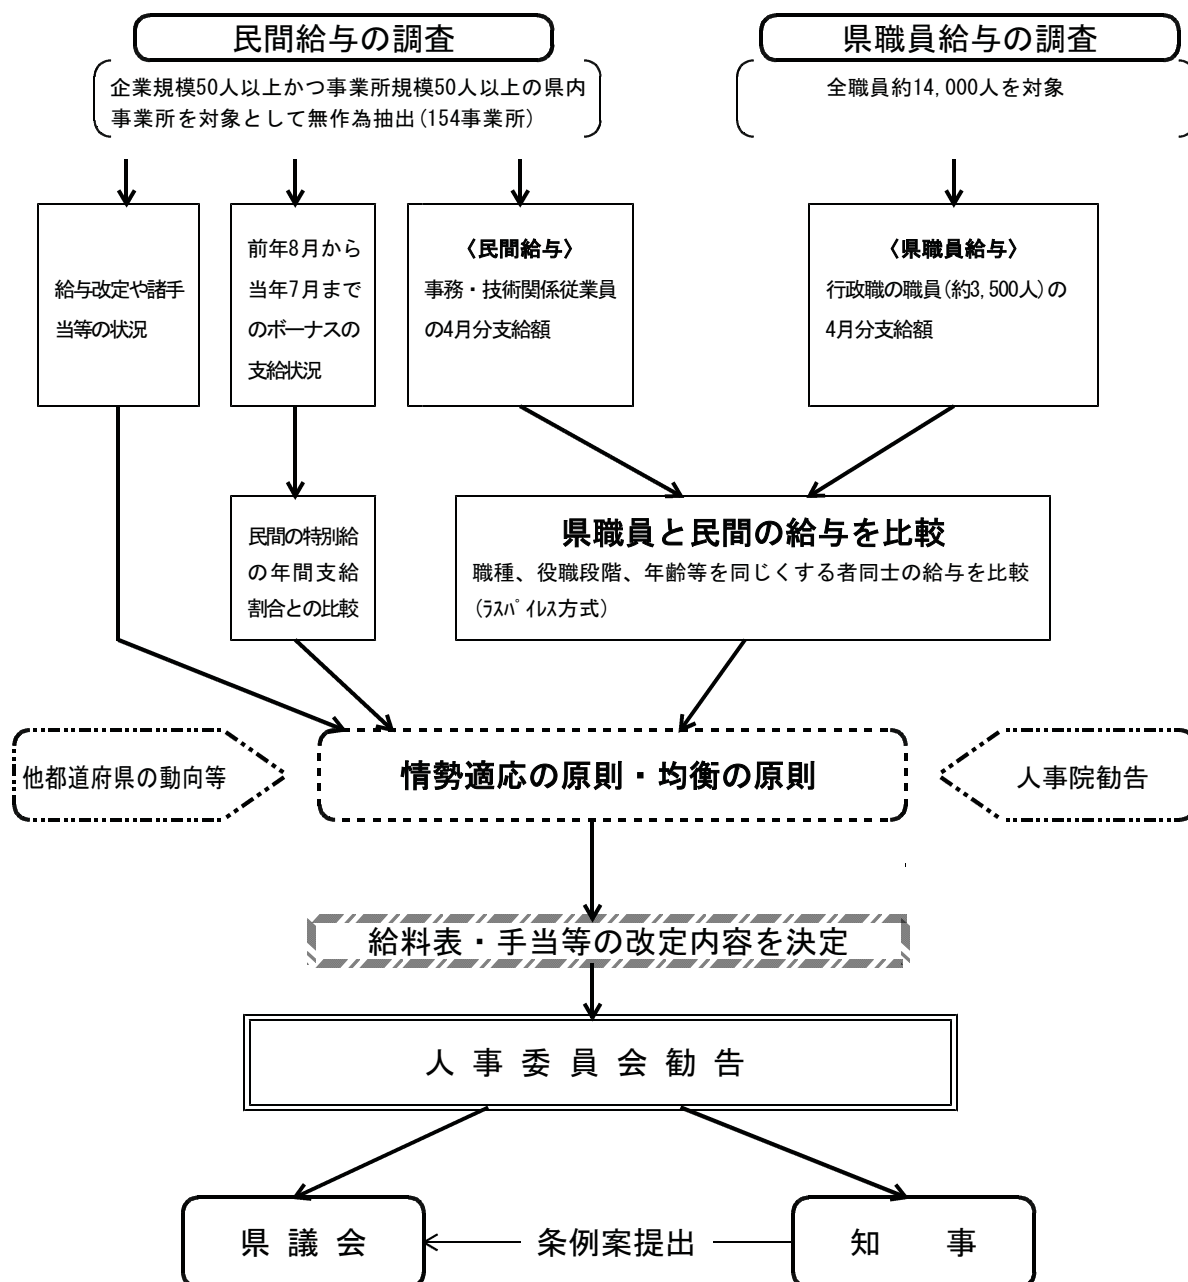 民間給与の調査
県職員給与の調査
企業規模50人以上かつ事業所規模50人以上の県内
事業所を対象として無作為抽出(154事業所)
全職員約14,000人を対象
給与改定や諸手
当等の状況
前年8月から
当年7月まで
のボーナスの
支給状況
〈民間給与〉
事務・技術関係従業員
の4月分支給額
〈県職員給与〉
行政職の職員(約3,500人)の
4月分支給額
民間の特別給
の年間支給
割合との比較
県職員と民間の給与を比較
職種、役職段階、年齢等を同じくする者同士の給与を比較
(ﾗｽﾊﾟｲﾚｽ方式)
他都道府県の動向等
情勢適応の原則・均衡の原則
人事院勧告
給料表・手当等の改定内容を決定
人事委員会勧告
県議会
条例案提出
知事